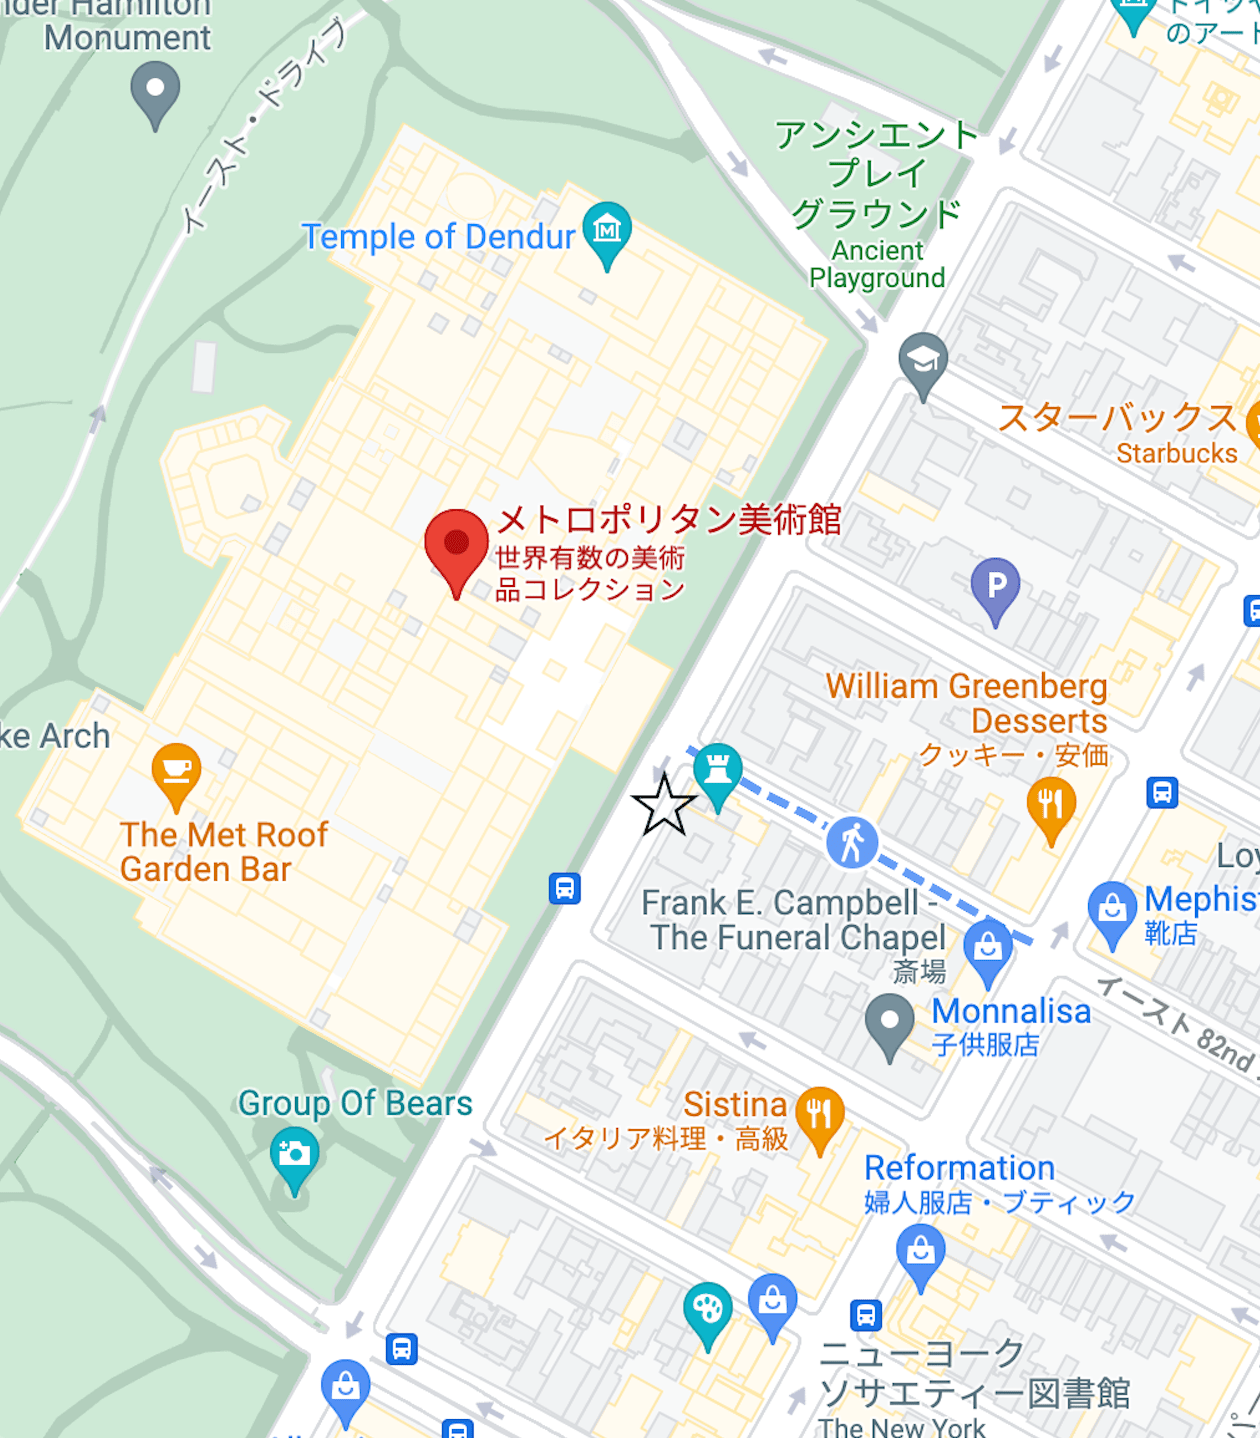 Hamilton
Monument
イースト・ドライブ
のアート
アンシエント
プレイ
グラウンド
Ancient
Playground
Temple of Dendur
スターバックス
Starbucks
メトロポリタン美術館
世界有数の美術
品コレクション
P
William Greenberg
Desserts
クッキー・安価
ke Arch
The Met Roof
Garden Bar
Loy
Mephis
靴店
Frank E. Campbell -
The Funeral Chapel
斎場
Monnalisa
子供服店
イースト 82nd
Group Of Bears
Sistina
イタリア料理・高級
Reformation
婦人服店・ブティック
ニューヨーク
ソサエティー図書館
The New York